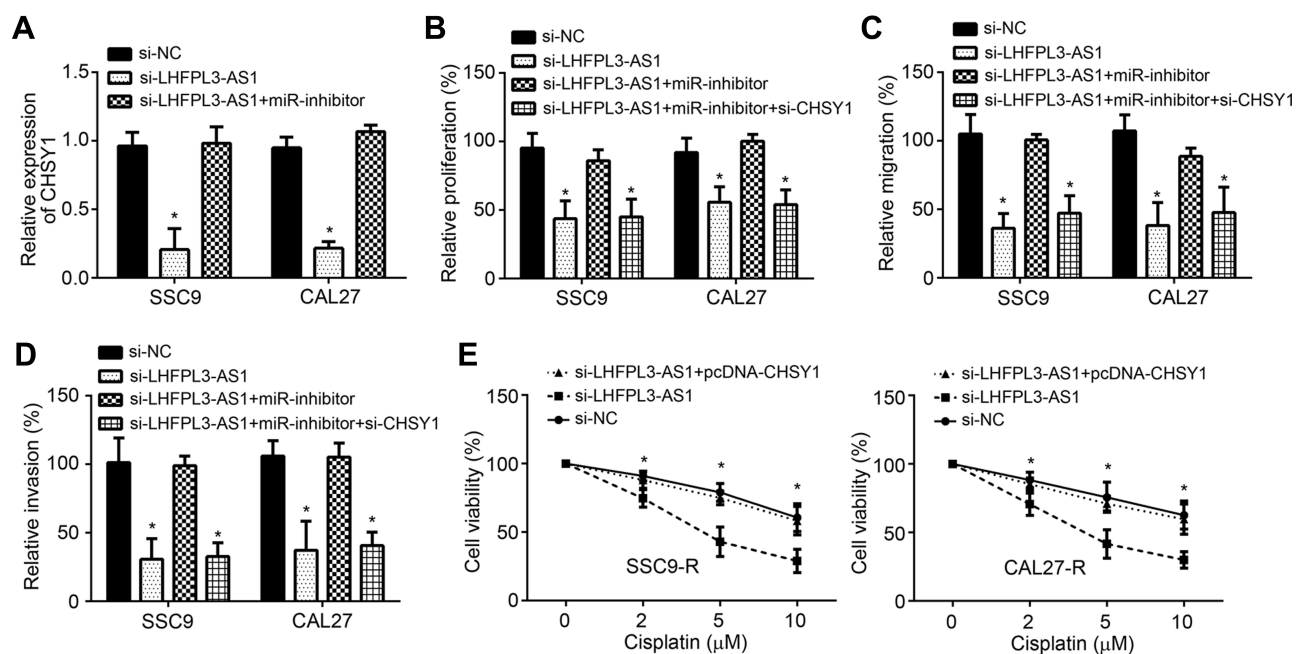 A
si-NC
si-LHFPL3-AS1
si-LHFPL3-AS1+miR-inhibitor
Relative expression
of CHSY1
1.5
1.0
0.5
0.0
*
*
SSC9
CAL27
B
si-NC
si-LHFPL3-AS1
si-LHFPL3-AS1+miR-inhibitor
si-LHFPL3-AS1+miR-inhibitor+si-CHSY1
Relative proliferation (%)
150
100
50
0
*
*
*
*
SSC9
CAL27
C
si-NC
si-LHFPL3-AS1
si-LHFPL3-AS1+miR-inhibitor
si-LHFPL3-AS1+miR-inhibitor+si-CHSY1
Relative migration (%)
150
100
50
0
*
*
*
*
SSC9
CAL27
D
si-NC
si-LHFPL3-AS1
si-LHFPL3-AS1+miR-inhibitor
si-LHFPL3-AS1+miR-inhibitor+si-CHSY1
Relative invasion (%)
150
100
50
0
*
*
*
*
SSC9
CAL27
E
si-LHFPL3-AS1+pcDNA-CHSY1
si-LHFPL3-AS1
si-NC
Cell viability (%)
150
100
50
0
*
*
*
SSC9-R
0
2
5
10
Cisplatin (μM)
si-LHFPL3-AS1+pcDNA-CHSY1
si-LHFPL3-AS1
si-NC
Cell viability (%)
150
100
50
0
*
*
*
CAL27-R
0
2
5
10
Cisplatin (μM)